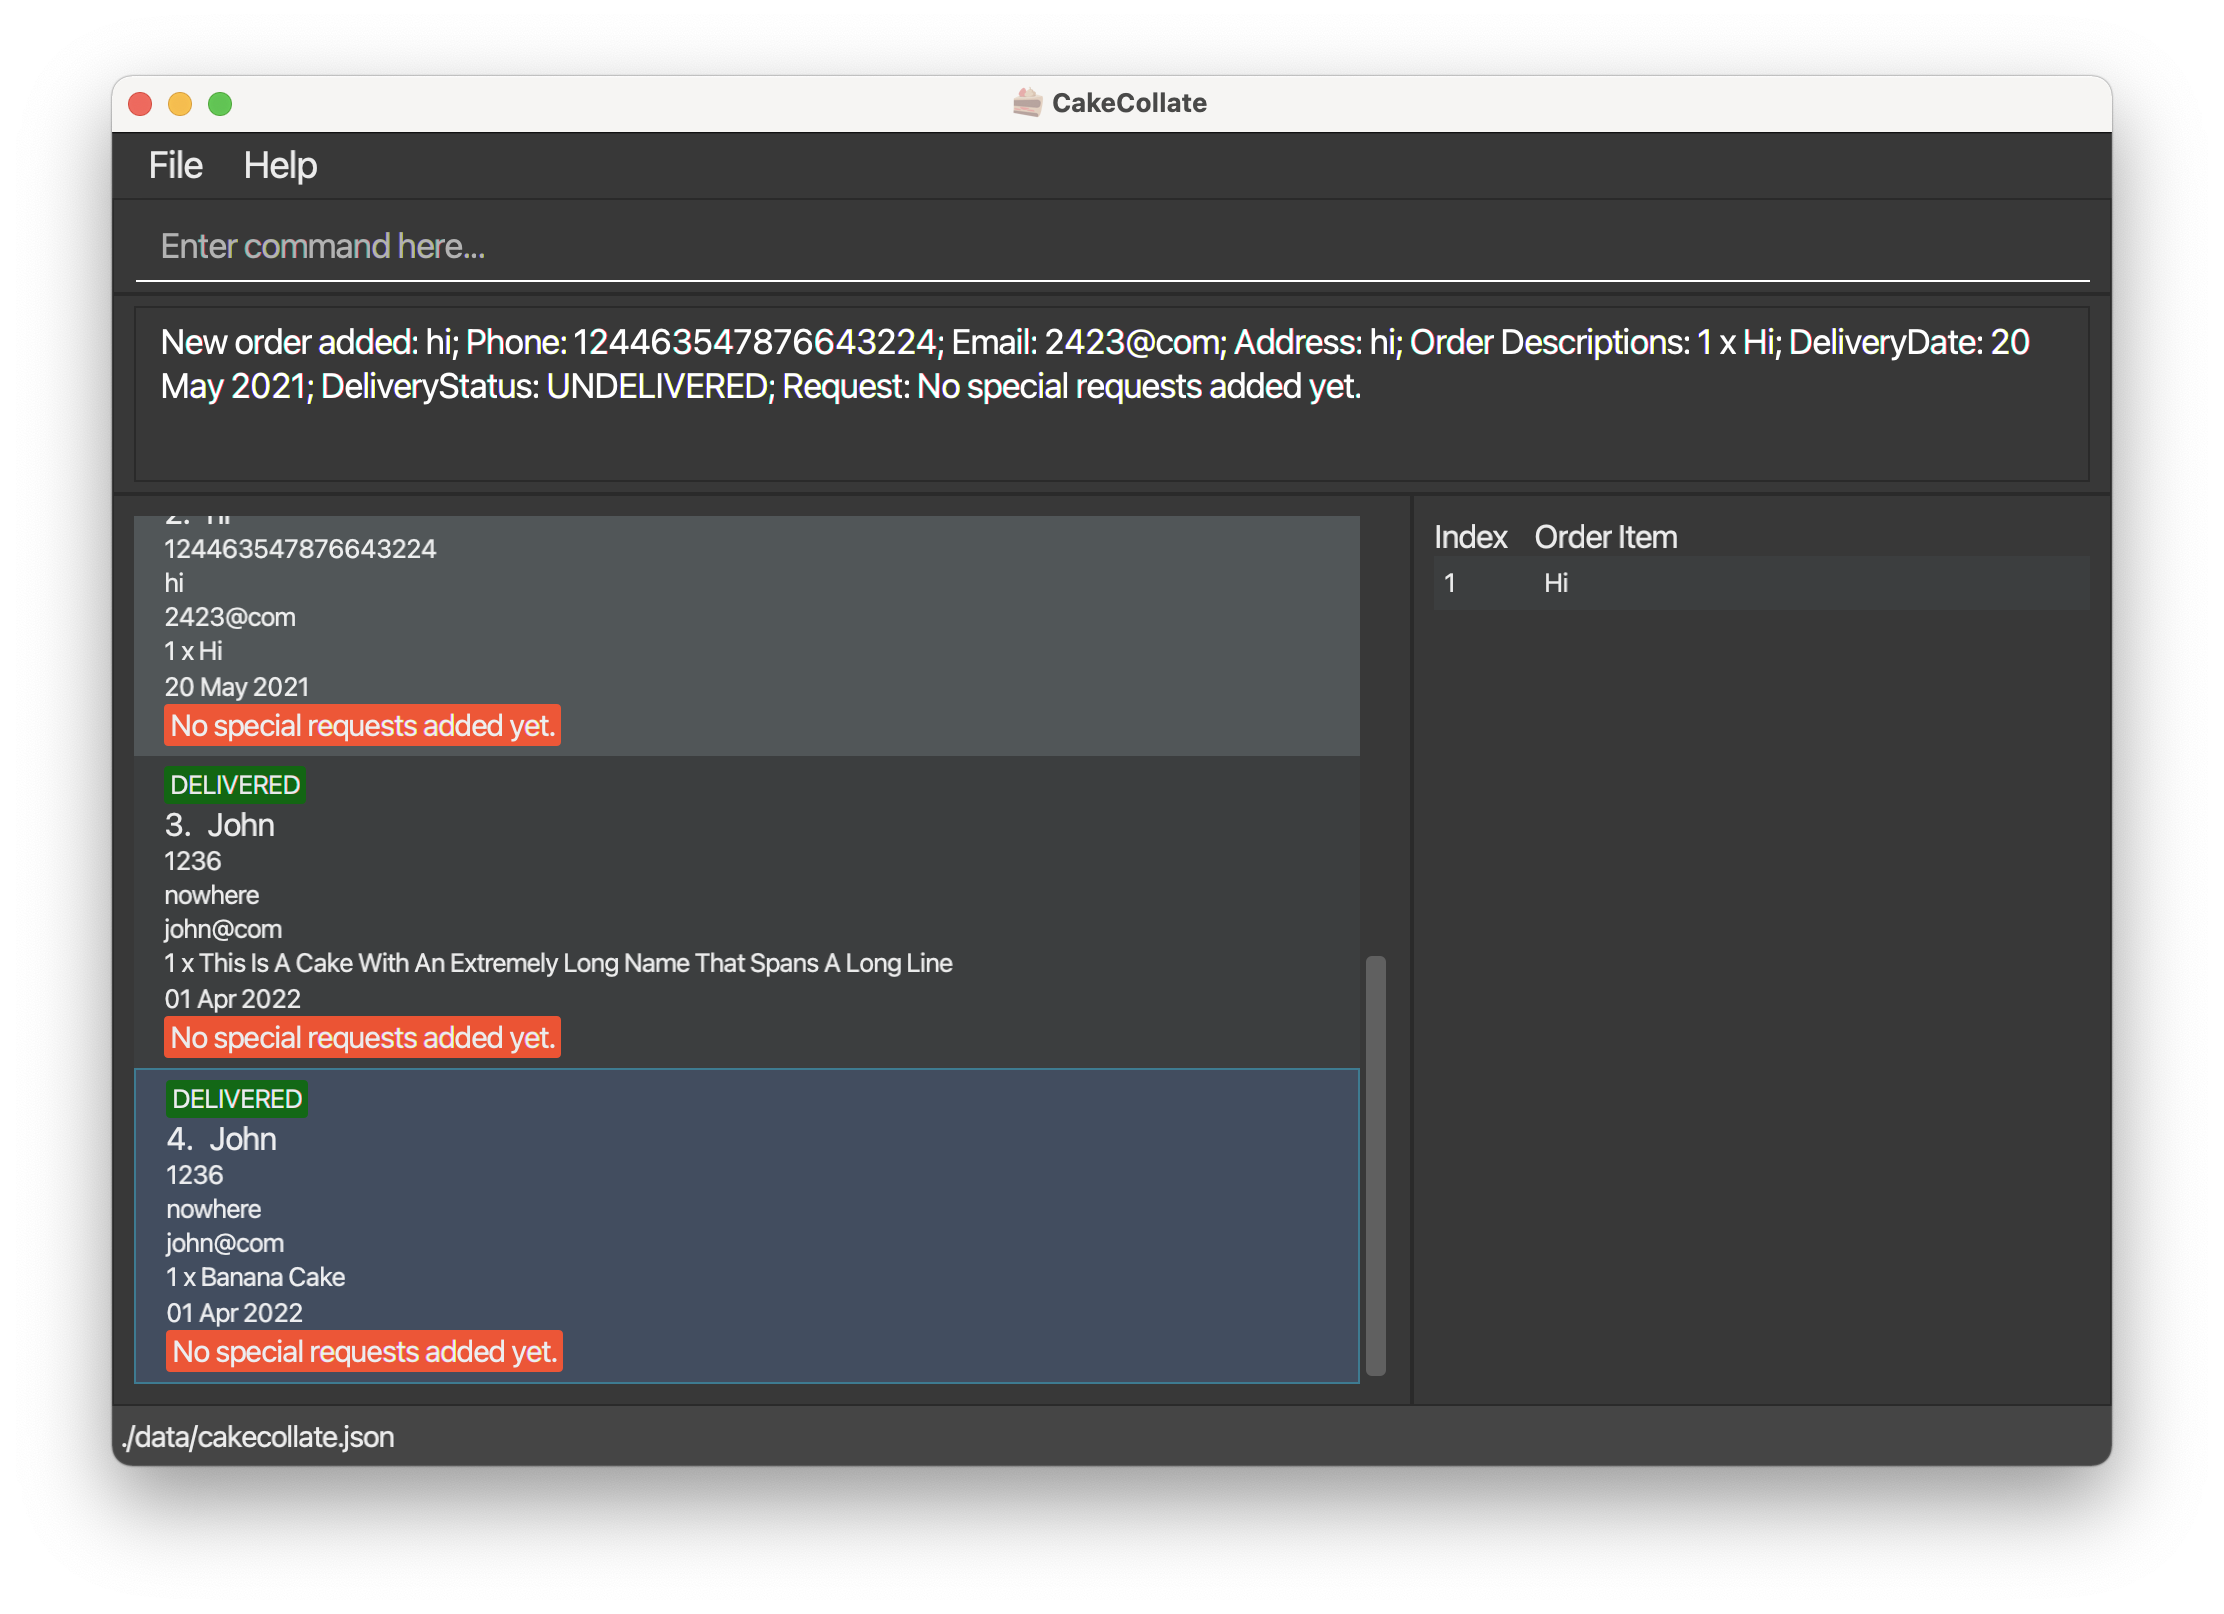 CakeCollate
File Help
Enter command here...
New order added: hi; Phone: 124463547876643224; Email: 2423@com; Address: hi; Order Descriptions: 1 x Hi; DeliveryDate: 20
May 2021; DeliveryStatus: UNDELIVERED; Request: No special requests added yet.
2. Hi
124463547876643224
hi
2423@com
1 x Hi
20 May 2021
No special requests added yet.
DELIVERED
3. John
1236
nowhere
john@com
1 x This Is A Cake With An Extremely Long Name That Spans A Long Line
01 Apr 2022
No special requests added yet.
DELIVERED
4. John
1236
nowhere
john@com
1 x Banana Cake
01 Apr 2022
No special requests added yet.
Index Order Item
1 Hi
./data/cakecollate.json